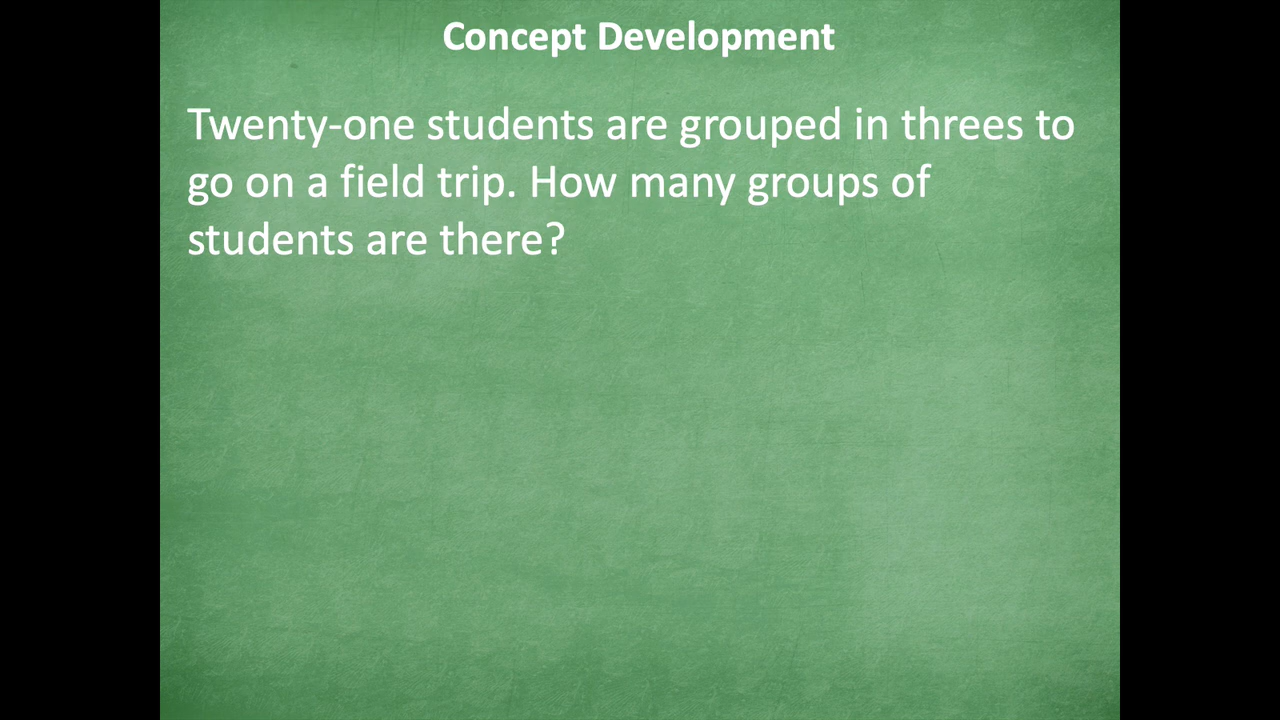 Concept Development
Twenty-one students are grouped in threes to
go on a field trip. How many groups of
students are there?